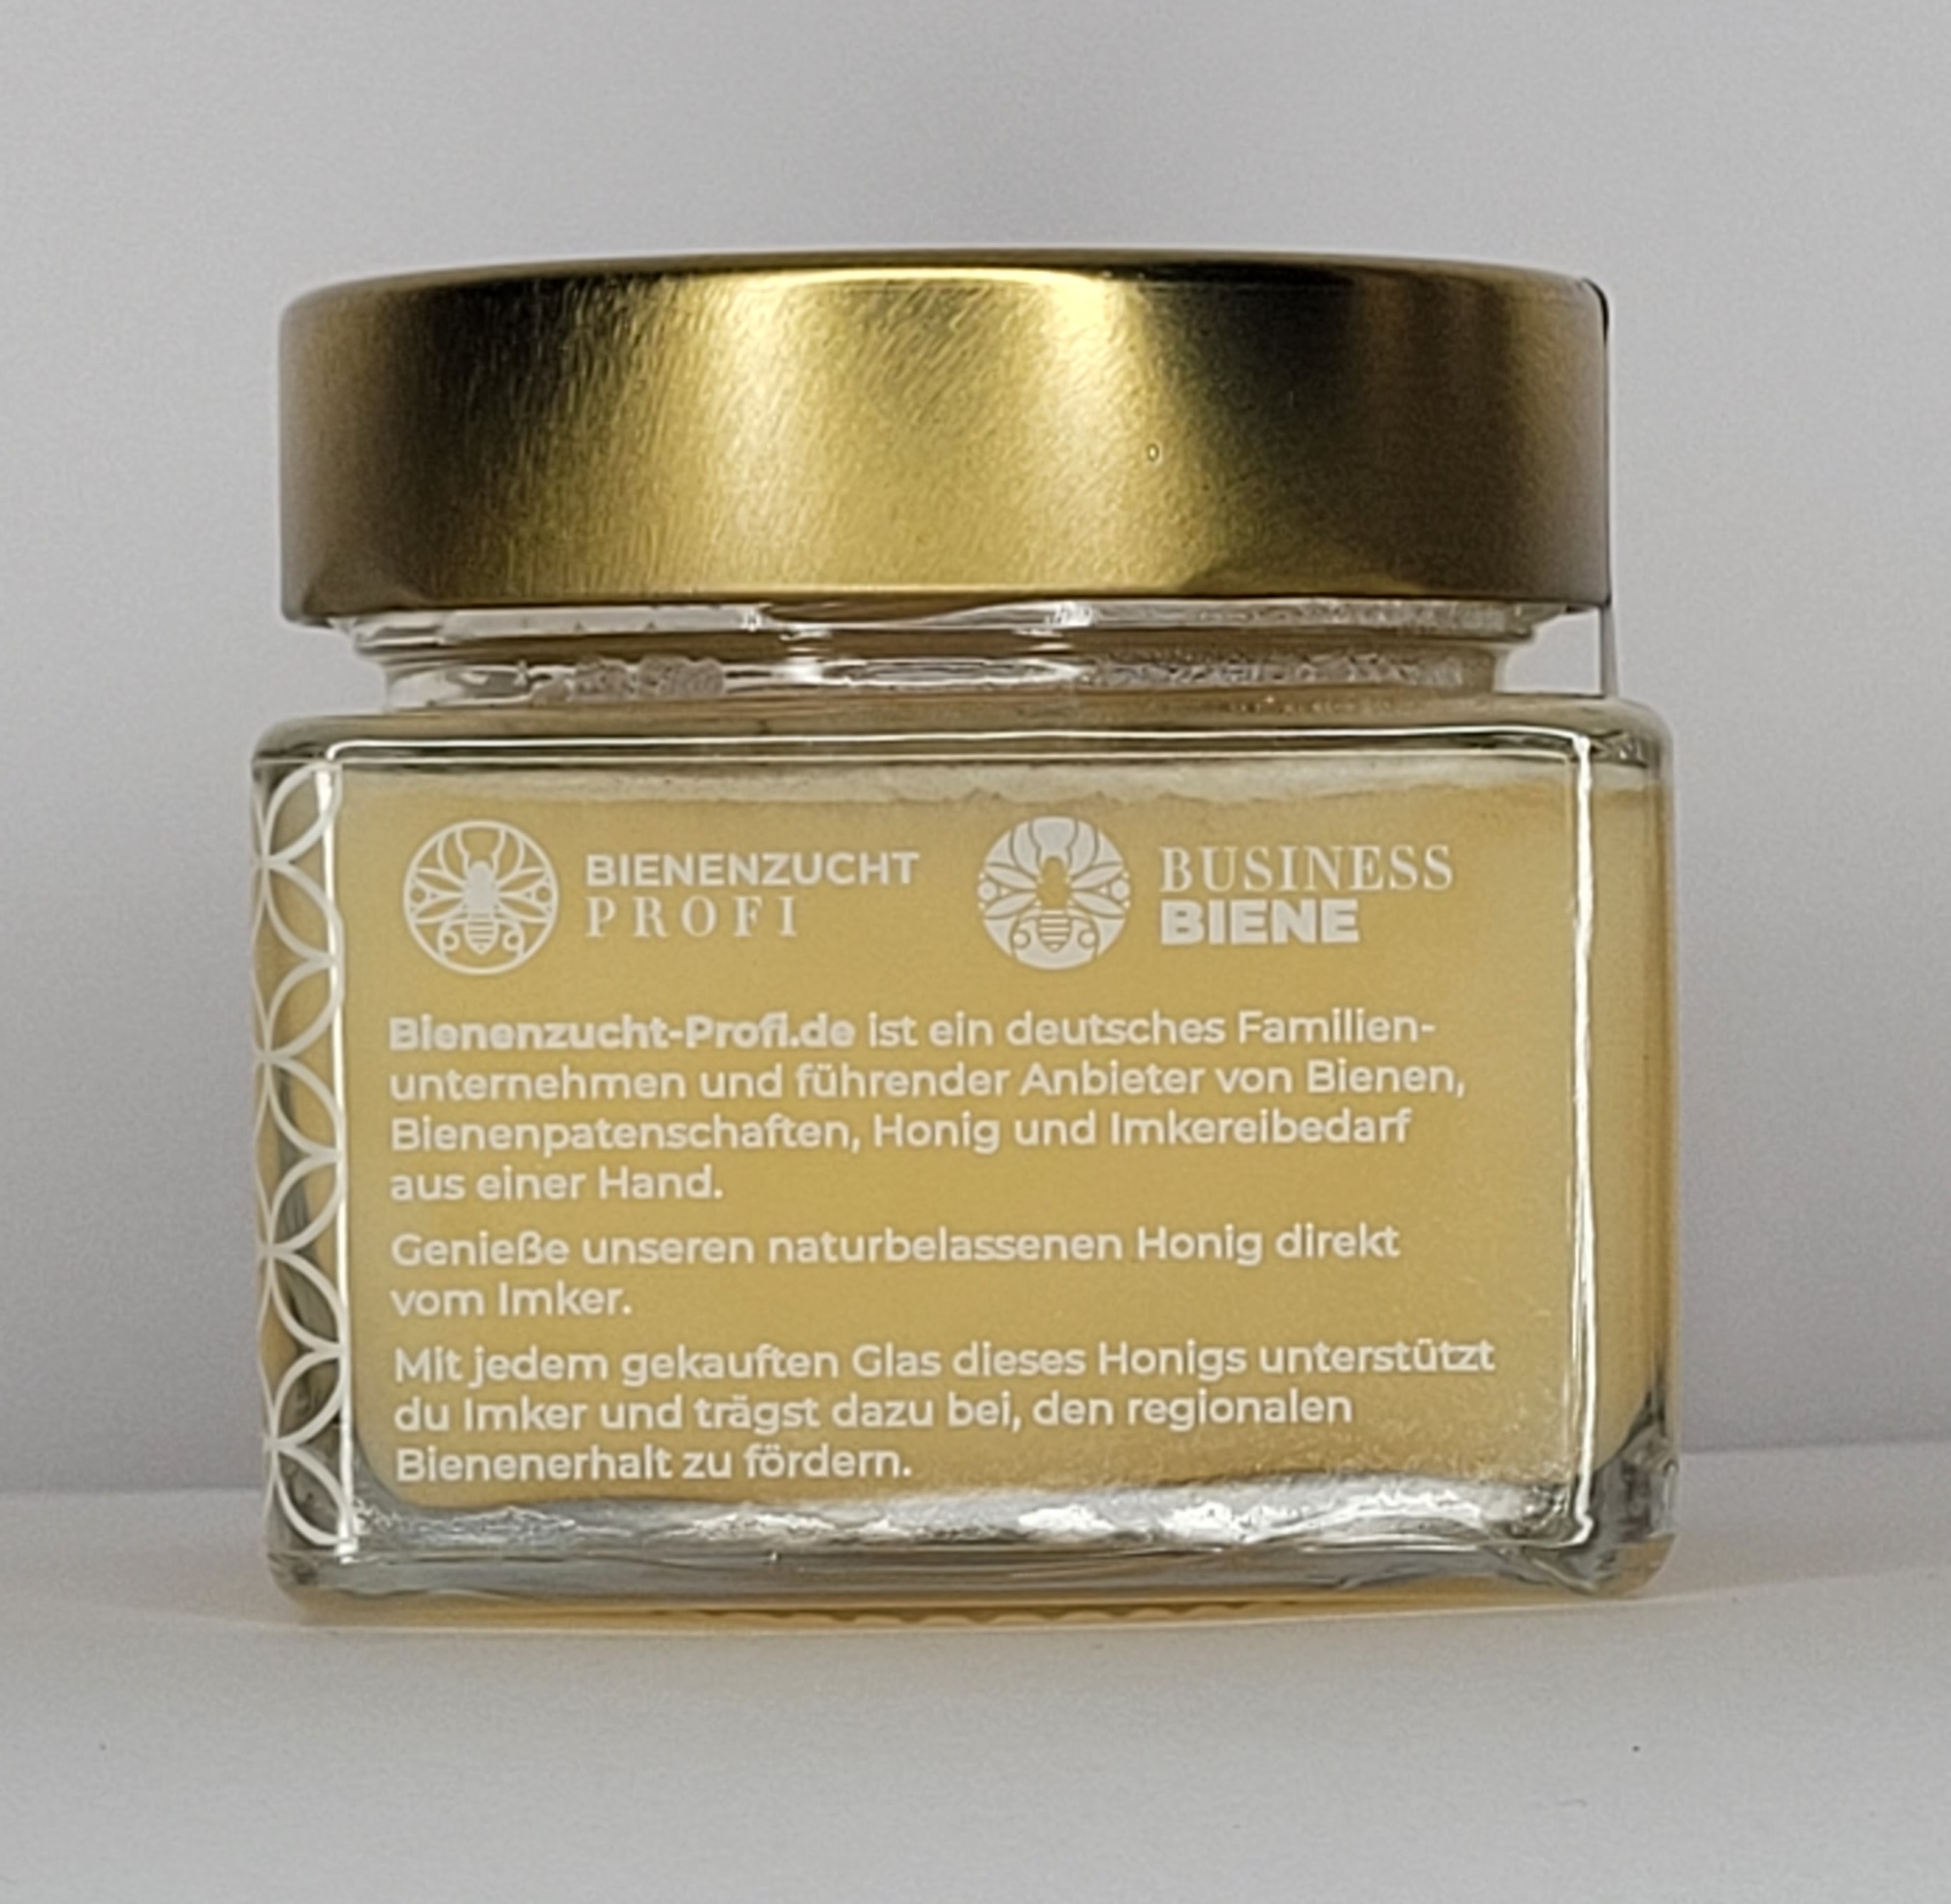 BIENENZUCHT
PROFI
BUSINESS
BIENE
Bienenzucht-Profi.de ist ein deutsches Familien-
unternehmen und führender Anbieter von Bienen,
Bienenpatenschaften, Honig und Imkereibedarf
aus einer Hand.
Genieße unseren naturbelassenen Honig direkt
vom Imker.
Mit jedem gekauften Glas dieses Honigs unterstützt
du Imker und trägst dazu bei, den regionalen
Bienenerhalt zu fördern.